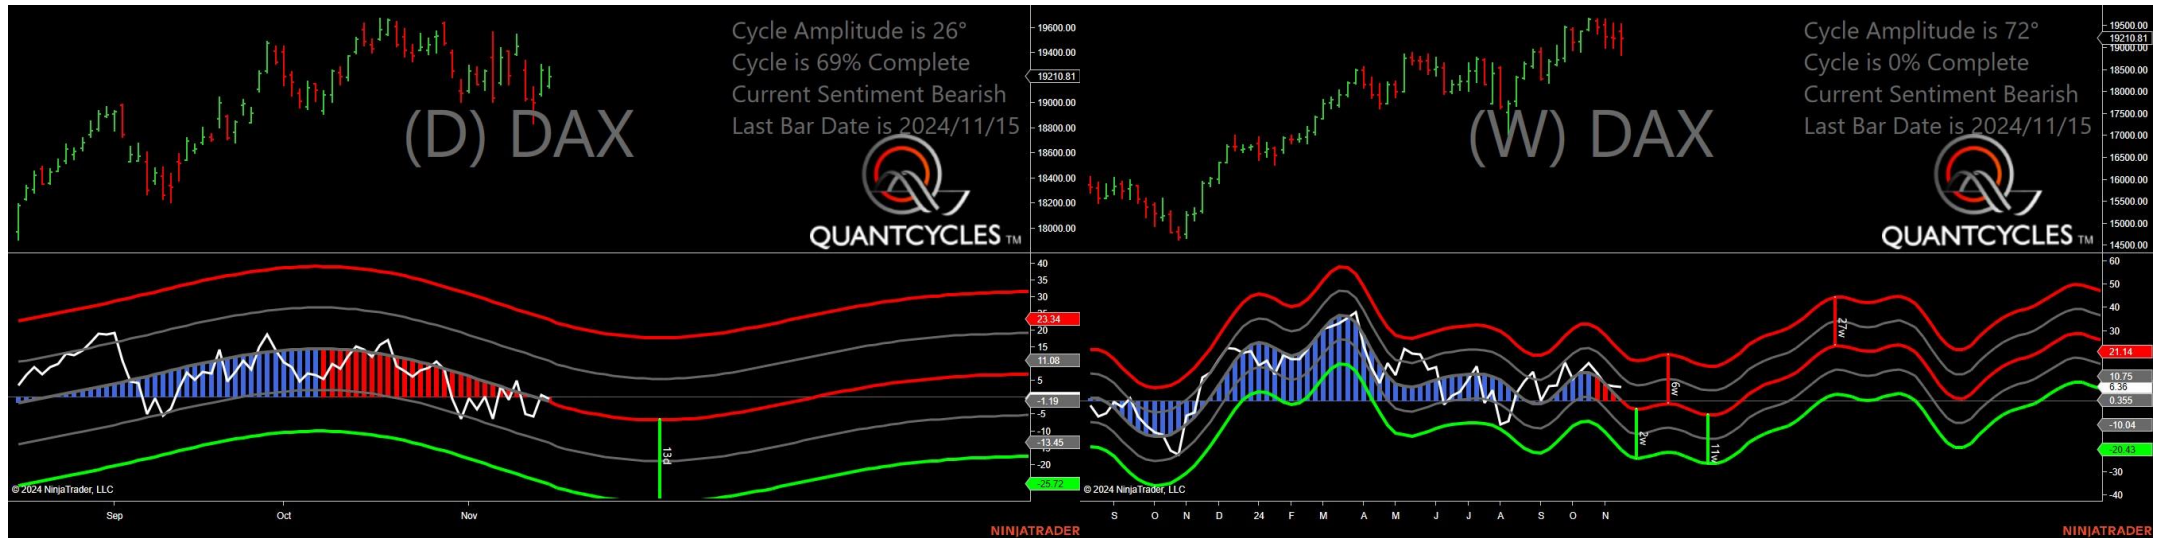 Cycle Amplitude is 26°
Cycle is 69% Complete
Current Sentiment Bearish
Last Bar Date is 2024/11/15
(D) DAX
QUANTCYCLES TM
19600.00
19400.00
19210.81
19000.00
18800.00
18600.00
18400.00
18200.00
18000.00
40
35
30
23.34
20
15
11.08
5
-1.19
-5
-10
-13.45
-20
-25.72
13d
© 2024 NinjaTrader, LLC
Sep Oct Nov
NINJATRADER
Cycle Amplitude is 72°
Cycle is 0% Complete
Current Sentiment Bearish
Last Bar Date is 2024/11/15
(W) DAX
QUANTCYCLES TM
19500.00
19210.81
19000.00
18500.00
18000.00
17500.00
17000.00
16500.00
16000.00
15500.00
15000.00
14500.00
60
50
40
30
21.14
10.75
6.36
0.355
-10.04
-20.43
-30
-40
27w
6w
2w
11w
© 2024 NinjaTrader, LLC
S O N D 24 F M A M J J A S O N
NINJATRADER